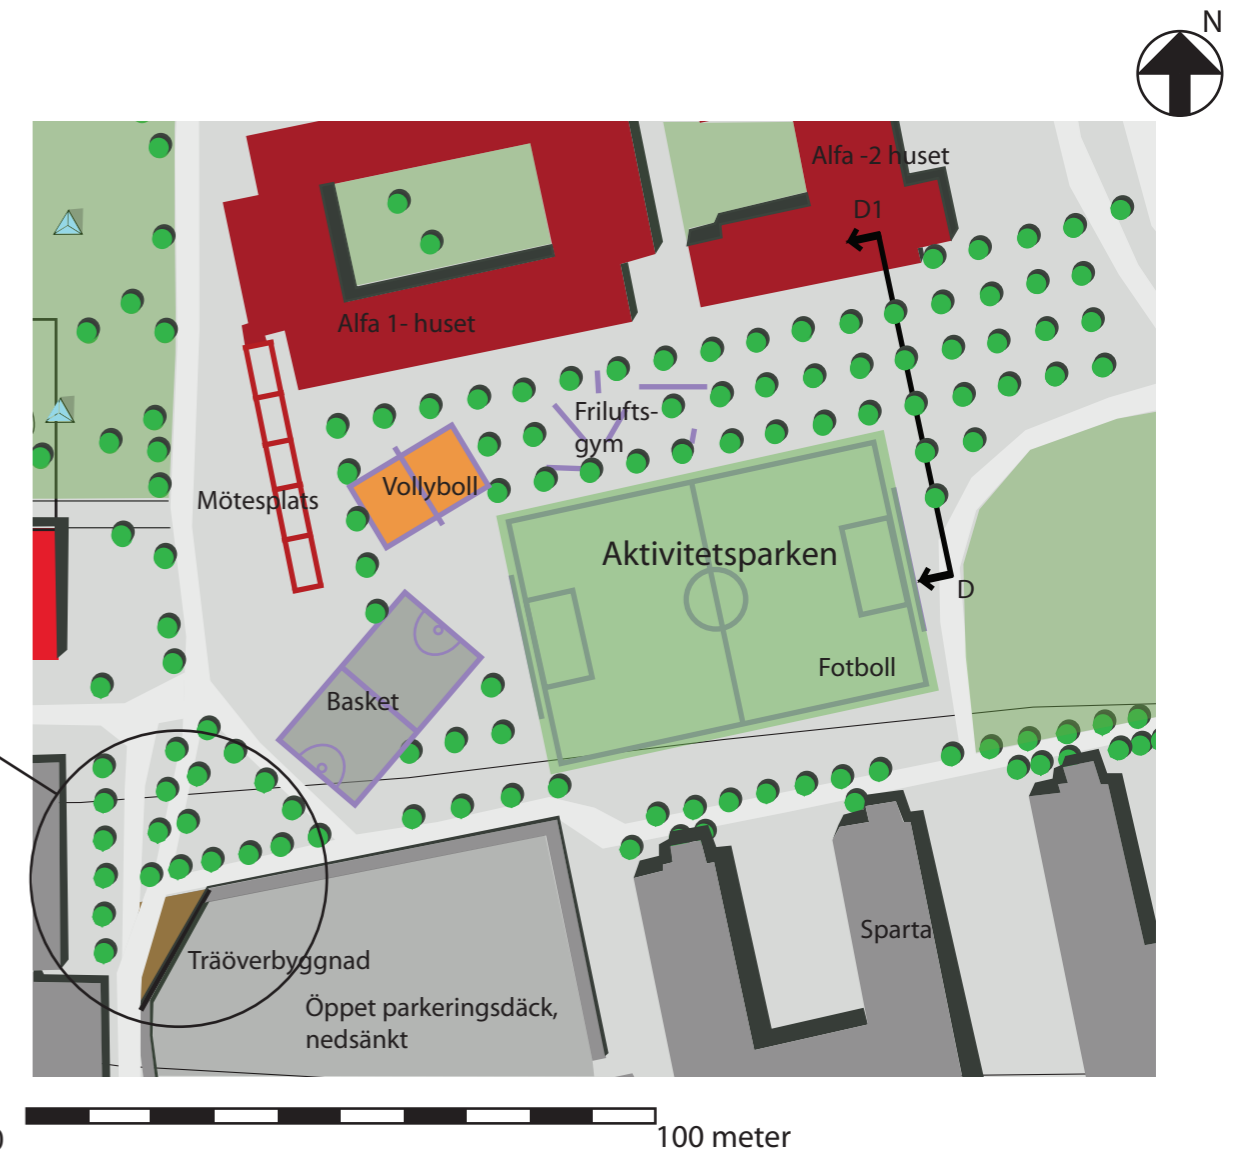 N
Alfa -2 huset
D1
Alfa 1- huset
Frilufts-
gym
Vollyboll
Mötesplats
Aktivitetsparken
D
Fotboll
Basket
Sparta
Träöverbyggnad
Öppet parkeringsdäck,
nedsänkt
0
100 meter